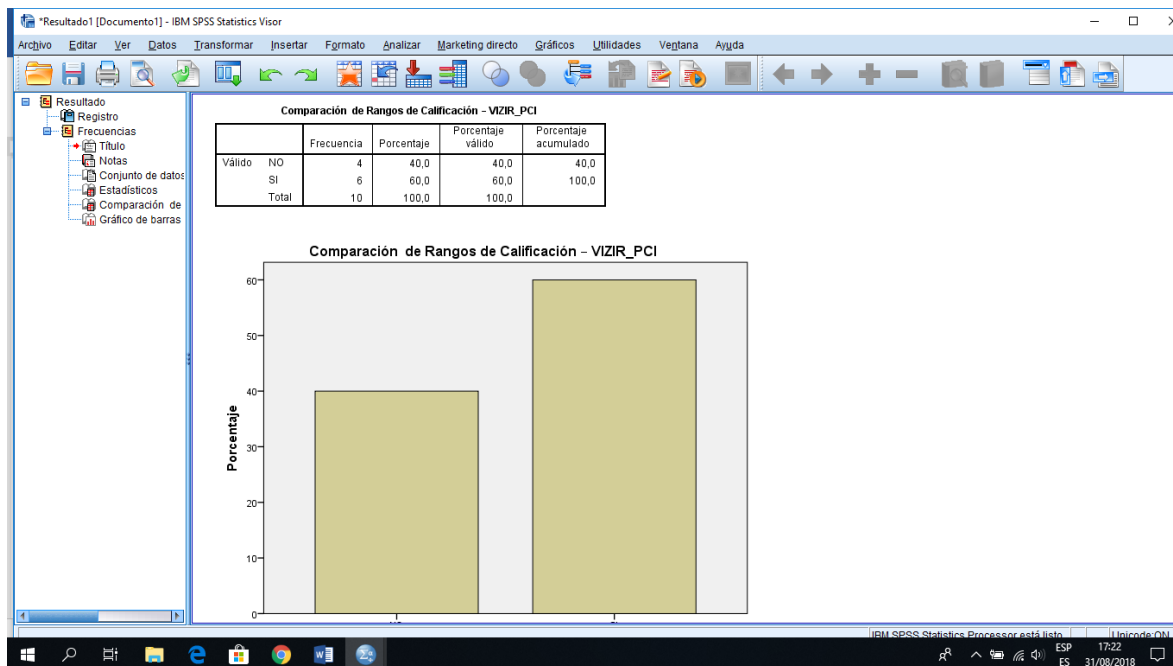 *Resultado1 [Documento1] - IBM SPSS Statistics Visor
Archivo Editar Ver Datos Transformar Insertar Formato Analizar Marketing directo Gráficos Utilidades Ventana Ayuda
Resultado
Registro
Frecuencias
Título
Notas
Conjunto de datos
Estadísticos
Comparación de
Gráfico de barras
Comparación de Rangos de Calificación – VIZIR_PCI
Frecuencia Porcentaje Porcentaje válido Porcentaje acumulado
Válido NO 4 40,0 40,0 40,0
SI 6 60,0 60,0 100,0
Total 10 100,0 100,0
Comparación de Rangos de Calificación – VIZIR_PCI
Porcentaje
60
50
40
30
20
10
0
IBM SPSS Statistics Processor está listo Unicode:ON
ESP 17:22
ES 31/08/2018